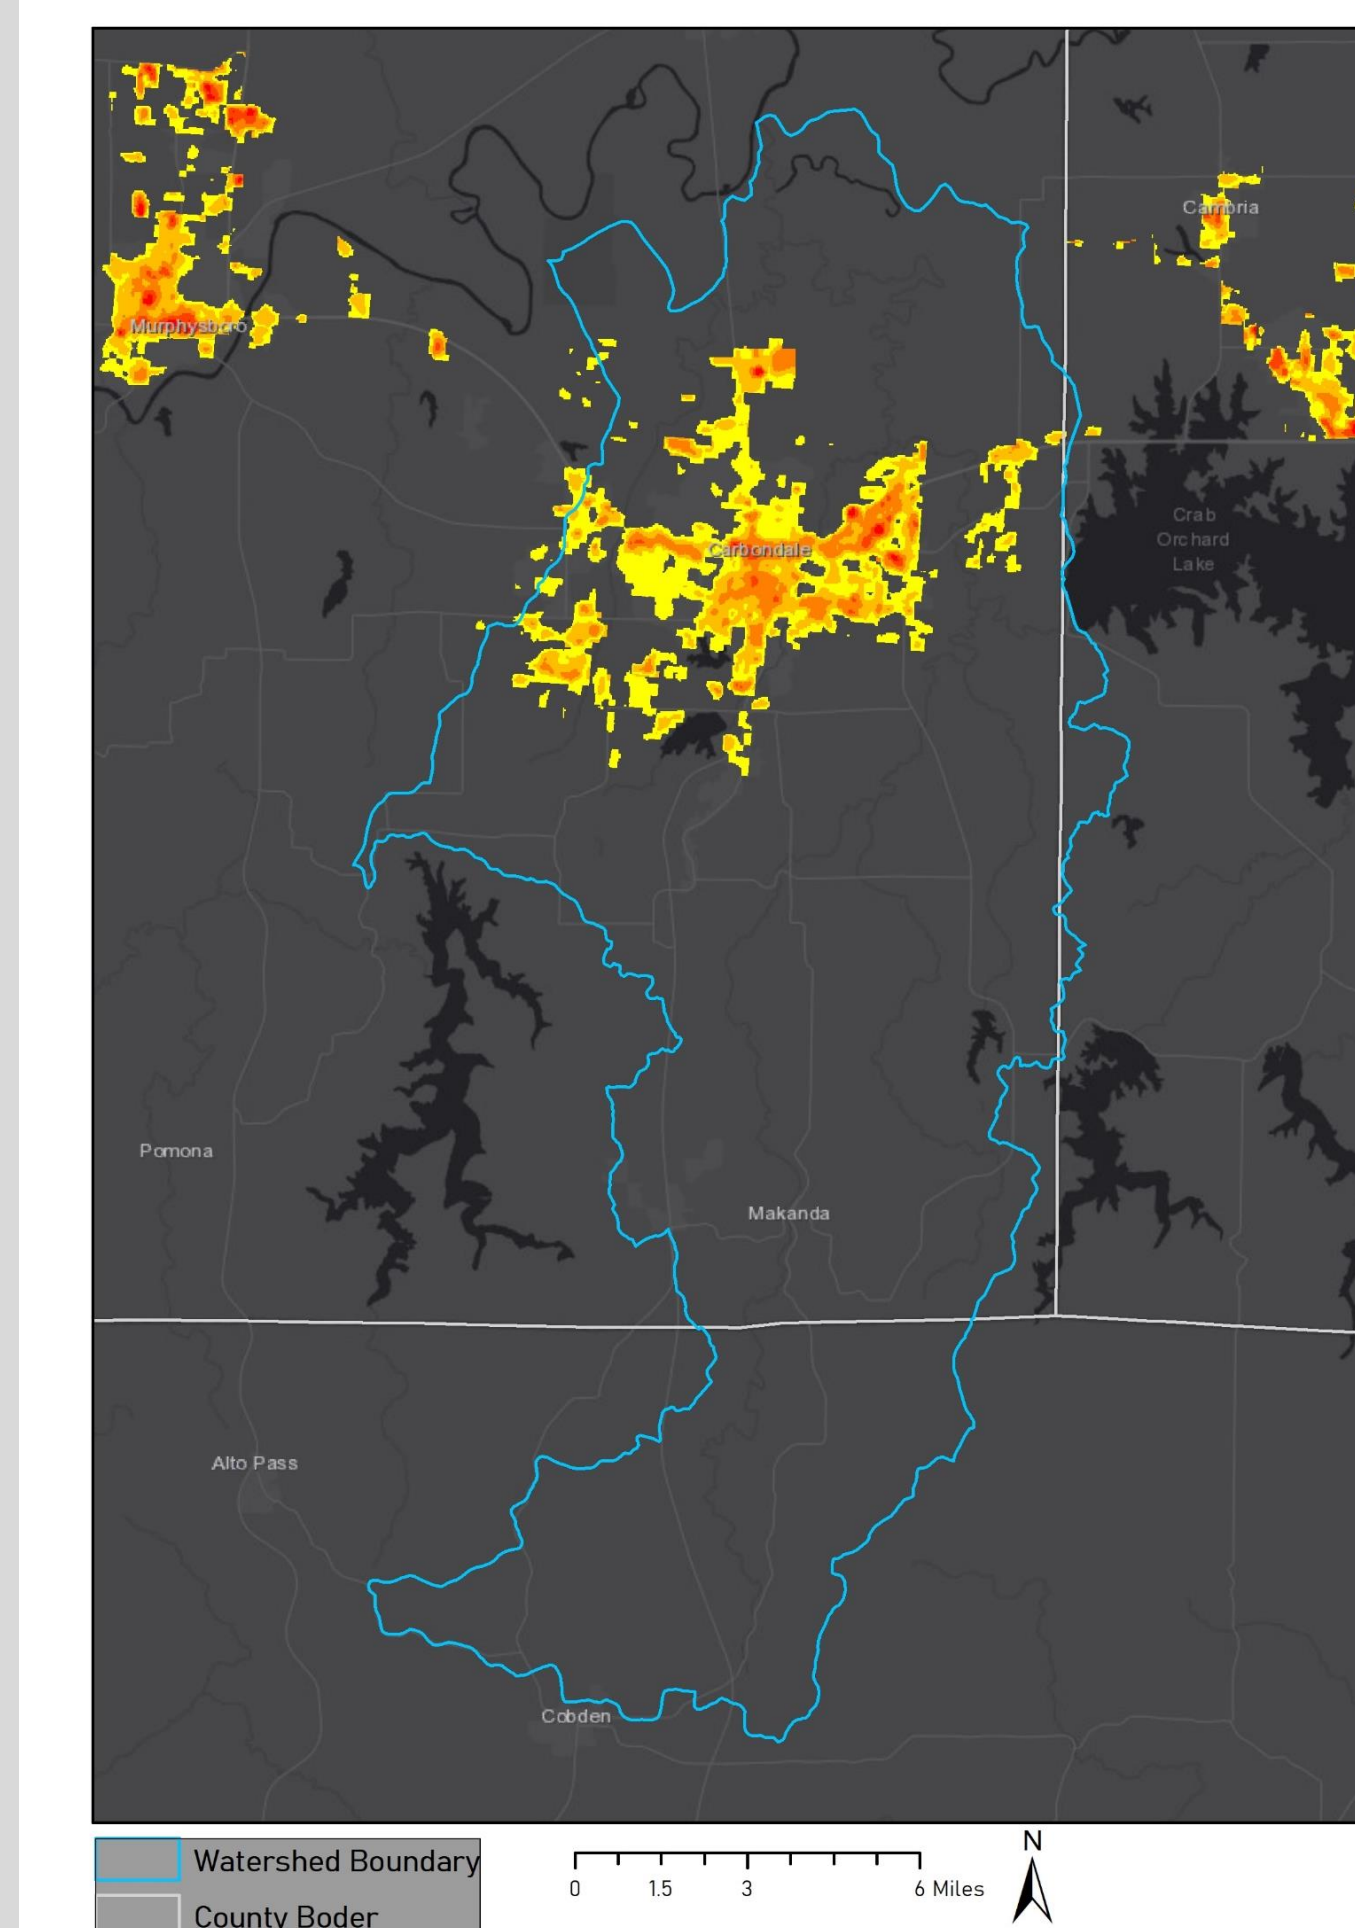 Cambria
Murphysboro
Crab
Orchard
Lake
Carbondale
Pomona
Makanda
Alto Pass
Cobden
Watershed Boundary
County Boder
0 1.5 3 6 Miles
N